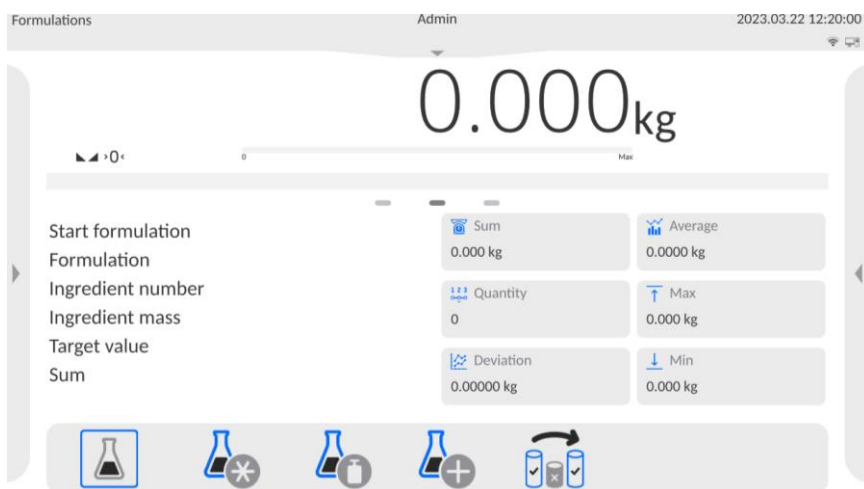 Formulations Admin 2023.03.22 12:20:00
0.000kg
›0‹ 0 Max
Start formulation
Formulation
Ingredient number
Ingredient mass
Target value
Sum
Sum
0.000 kg
Average
0.0000 kg
123
Quantity
0
Max
0.000 kg
Deviation
0.00000 kg
Min
0.000 kg